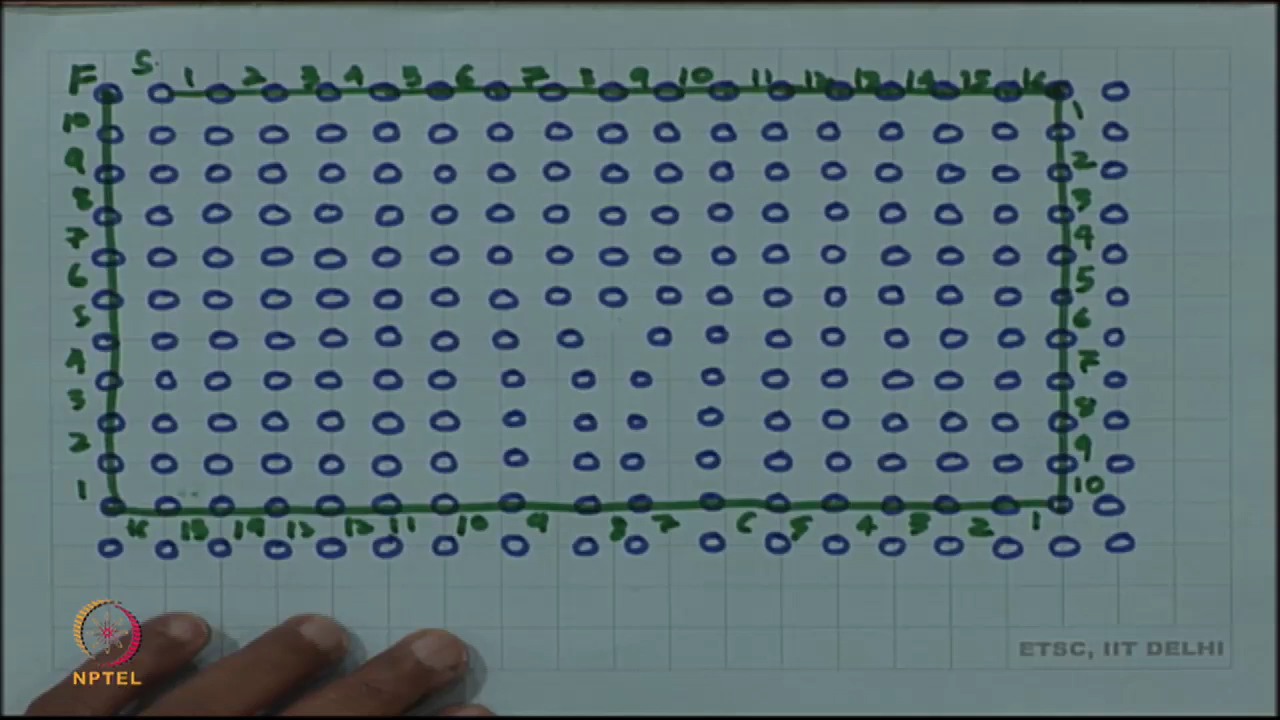 F S. 1 2 3 4 5 6 7 8 9 10 11 12 13 14 15 16
10 1
9 2
8 3
7 4
6 5
5 6
4 7
3 8
2 9
1 10
16 15 14 13 12 11 10 9 8 7 6 5 4 3 2 1
NPTEL
ETSC, IIT DELHI